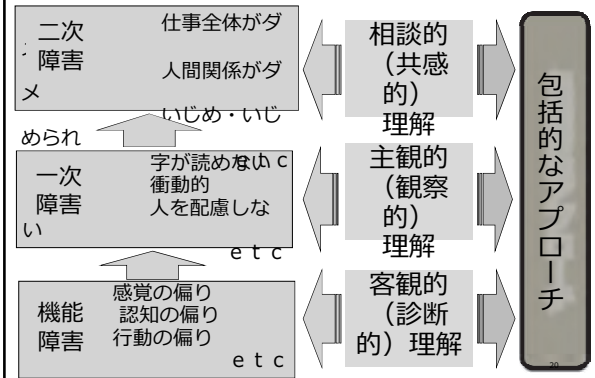 二次
障害
仕事全体がダ
メ
人間関係がダ
メ
いじめ・いじ
められ
etc
相談的
（共感
的）
理解
一次
障害
字が読めない
衝動的
人を配慮しな
い
etc
主観的
（観察
的）
理解
機能
障害
感覚の偏り
認知の偏り
行動の偏り
etc
客観的
（診断
的）理解
包括的なアプローチ
20